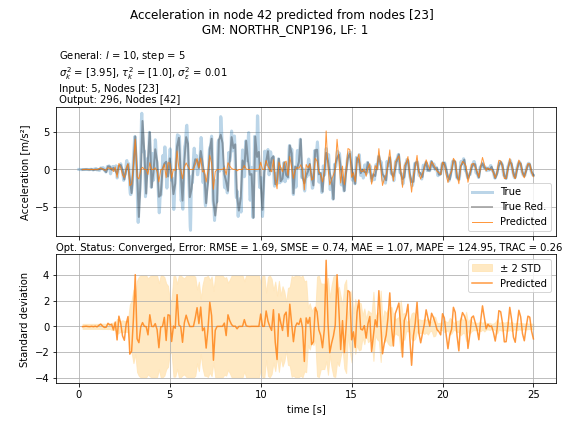 Acceleration in node 42 predicted from nodes [23]
GM: NORTHR_CNP196, LF: 1
General: l = 10, step = 5
σ²ₖ = [3.95], τ²ₖ = [1.0], σ²ε = 0.01
Input: 5, Nodes [23]
Output: 296, Nodes [42]
Acceleration [m/s²]
5
0
−5
True
True Red.
Predicted
Opt. Status: Converged, Error: RMSE = 1.69, SMSE = 0.74, MAE = 1.07, MAPE = 124.95, TRAC = 0.26
Standard deviation
4
2
0
−2
−4
± 2 STD
Predicted
0 5 10 15 20 25
time [s]